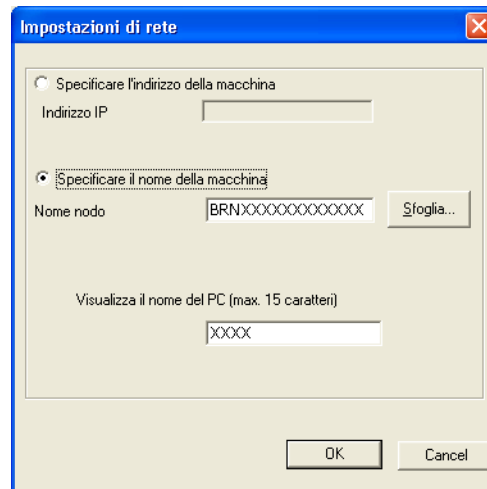 Impostazioni di rete
Specificare l'indirizzo della macchina
Indirizzo IP
Specificare il nome della macchina
Nome nodo BRNXXXXXXXXXXXX Sfoglia...
Visualizza il nome del PC (max. 15 caratteri)
XXXX
OK Cancel